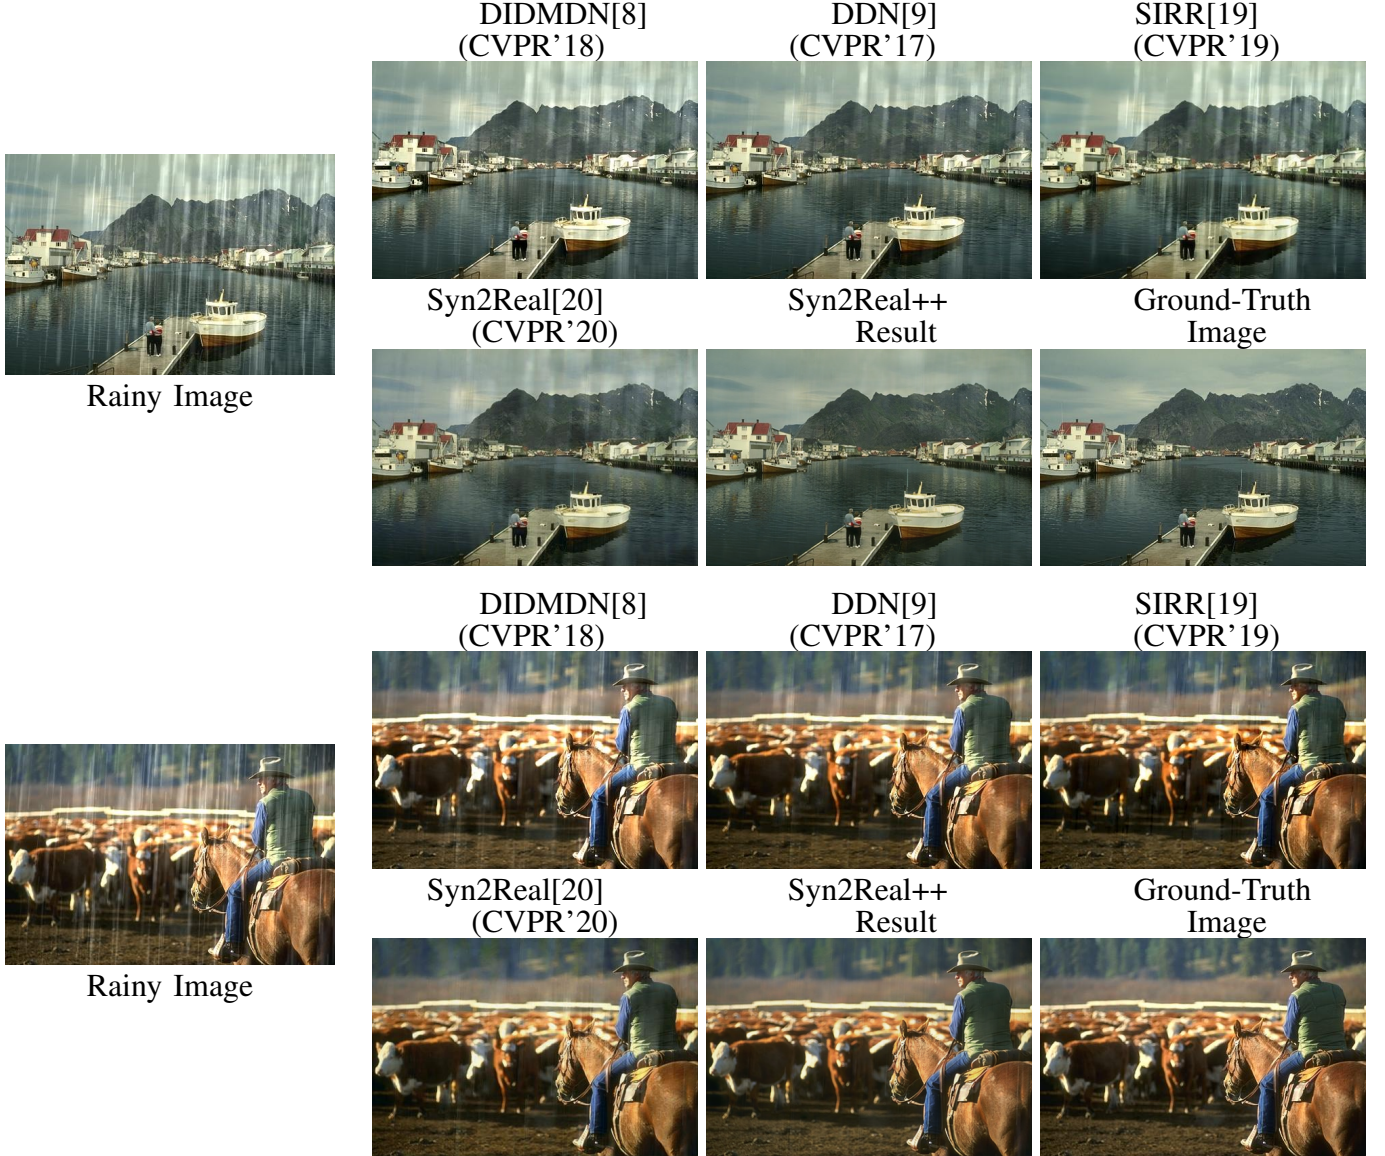 DIDMDN[8]
(CVPR'18)
DDN[9]
(CVPR'17)
SIRR[19]
(CVPR'19)
Rainy Image
Syn2Real[20]
(CVPR'20)
Syn2Real++
Result
Ground-Truth
Image
DIDMDN[8]
(CVPR'18)
DDN[9]
(CVPR'17)
SIRR[19]
(CVPR'19)
Rainy Image
Syn2Real[20]
(CVPR'20)
Syn2Real++
Result
Ground-Truth
Image